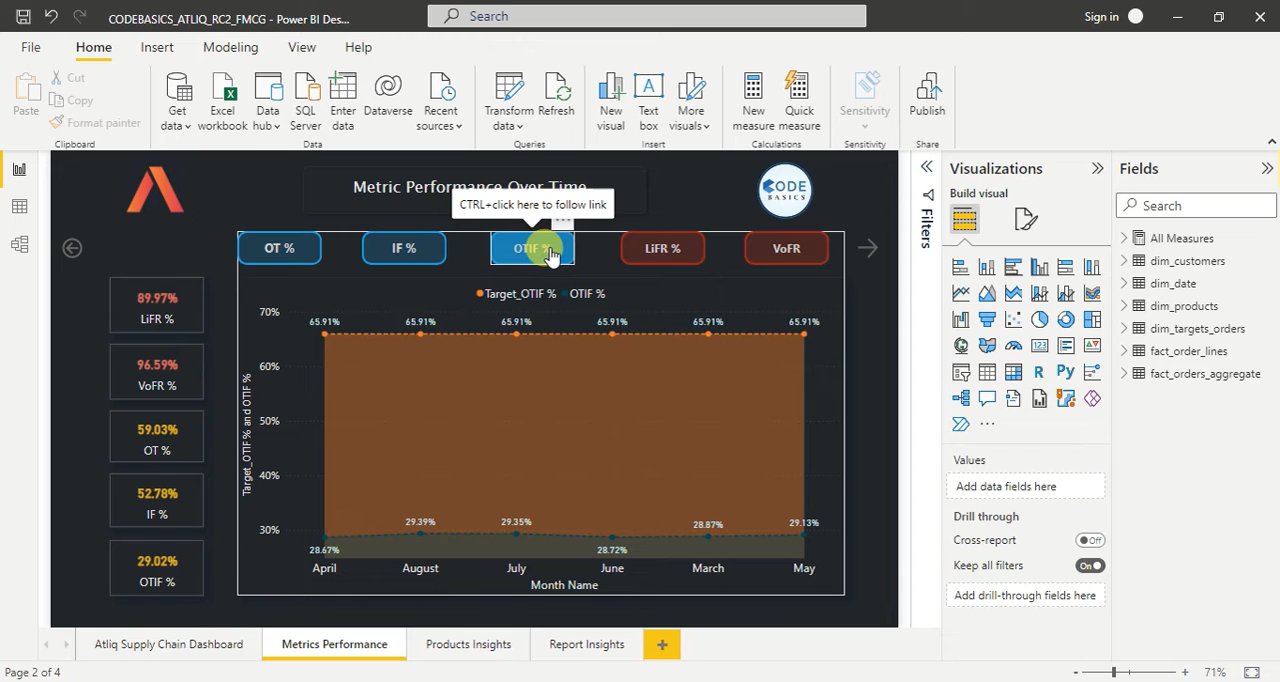 CODEBASICS_ATLIQ_RC2_FMCG - Power BI Des...
Search
Sign in
File
Home
Insert
Modeling
View
Help
Paste
Cut
Copy
Format painter
Clipboard
Get data
Excel workbook
Data hub
SQL Server
Enter data
Dataverse
Recent sources
Data
Transform data
Refresh
Queries
New visual
Text box
More visuals
Insert
New measure
Quick measure
Calculations
Sensitivity
Sensitivity
Publish
Share
Metric Performance Over Time
CTRL+click here to follow link
CODE
BASICS
OT %
IF %
OTIF %
LiFR %
VoFR
89.97%
LiFR %
96.59%
VoFR %
59.03%
OT %
52.78%
IF %
29.02%
OTIF %
Target_OTIF % OTIF %
70%
60%
50%
40%
30%
Target_OTIF % and OTIF %
65.91% 65.91% 65.91% 65.91% 65.91% 65.91%
28.67% 29.39% 29.35% 28.72% 28.87% 29.13%
April August July June March May
Month Name
Filters
Visualizations
Build visual
R
Py
123
Values
Add data fields here
Drill through
Cross-report
Off
Keep all filters
On
Add drill-through fields here
Fields
Search
All Measures
dim_customers
dim_date
dim_products
dim_targets_orders
fact_order_lines
fact_orders_aggregate
Atliq Supply Chain Dashboard
Metrics Performance
Products Insights
Report Insights
Page 2 of 4
71%